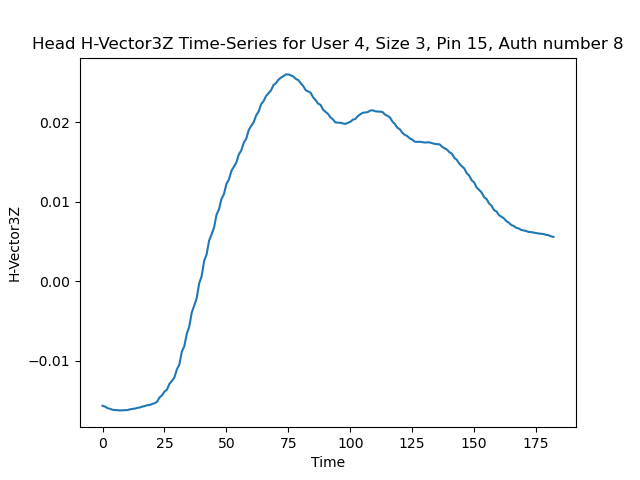 Head H-Vector3Z Time-Series for User 4, Size 3, Pin 15, Auth number 8
H-Vector3Z
0.02
0.01
0.00
−0.01
0 25 50 75 100 125 150 175
Time